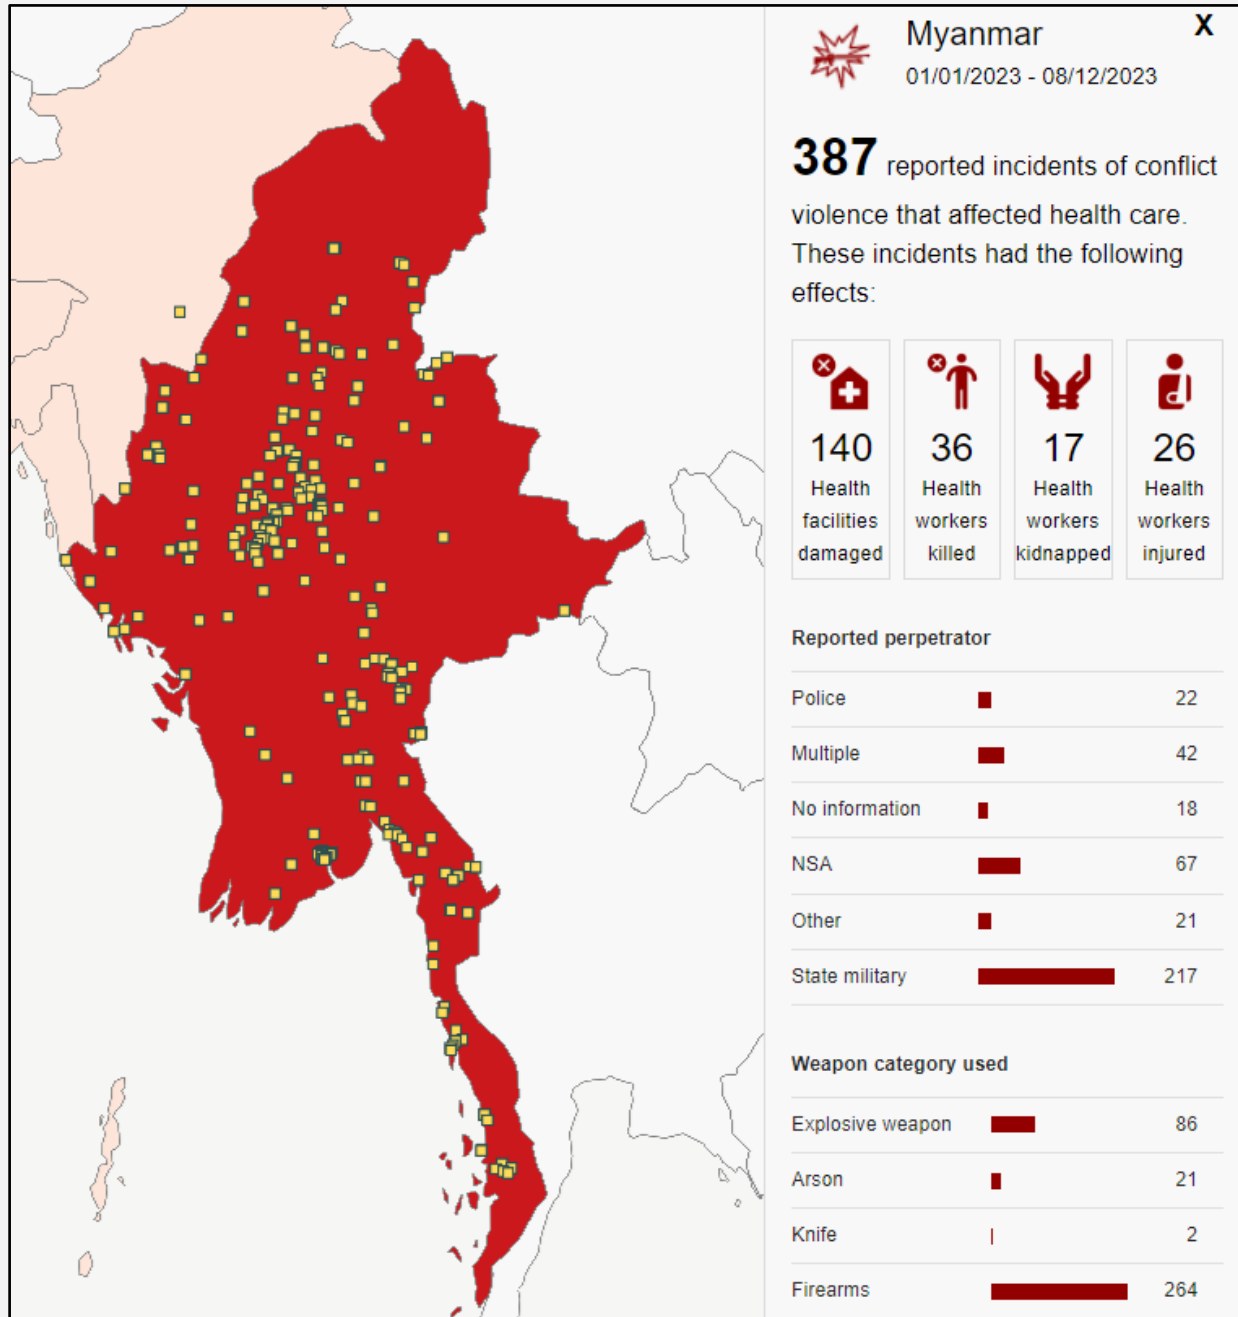 Myanmar
X
01/01/2023 - 08/12/2023
387 reported incidents of conflict
violence that affected health care.
These incidents had the following
effects:
140
Health
facilities
damaged
36
Health
workers
killed
17
Health
workers
kidnapped
26
Health
workers
injured
Reported perpetrator
Police 22
Multiple 42
No information 18
NSA 67
Other 21
State military 217
Weapon category used
Explosive weapon 86
Arson 21
Knife 2
Firearms 264